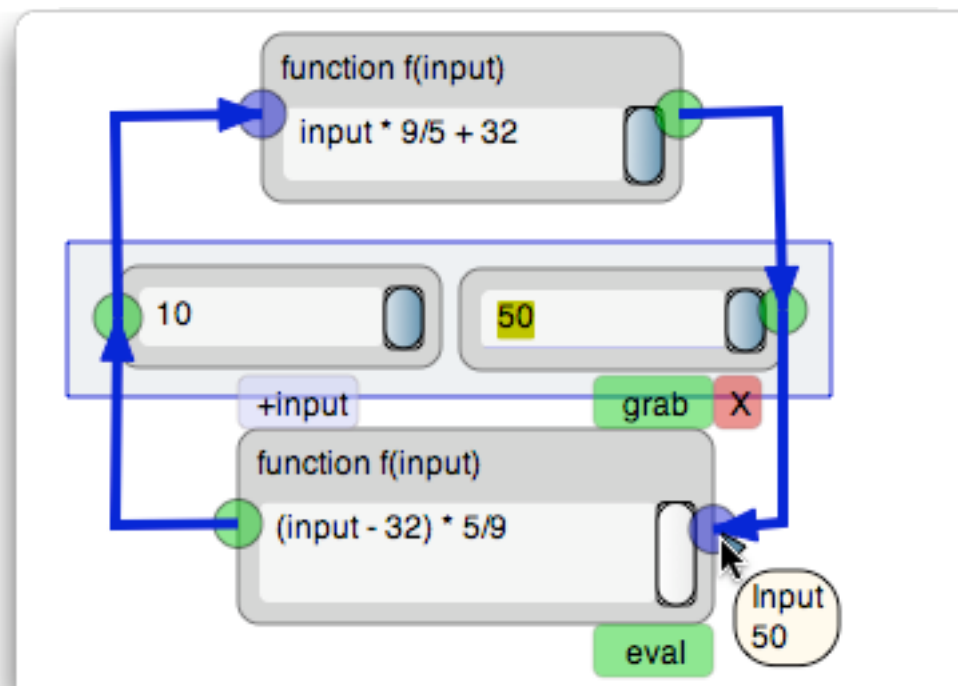 function f(input)
input * 9/5 + 32
10
50
+input
grab
X
function f(input)
(input - 32) * 5/9
Input
50
eval